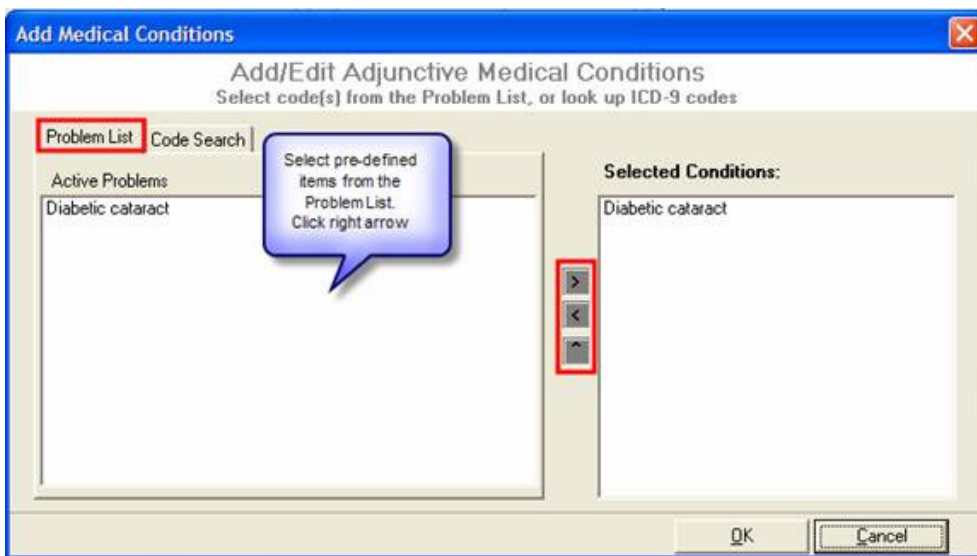 Add Medical Conditions
Add/Edit Adjunctive Medical Conditions
Select code(s) from the Problem List, or look up ICD-9 codes
Problem List
Code Search
Select pre-defined
items from the
Problem List.
Click right arrow
Active Problems
Diabetic cataract
Selected Conditions:
Diabetic cataract
>
<
^
OK
Cancel